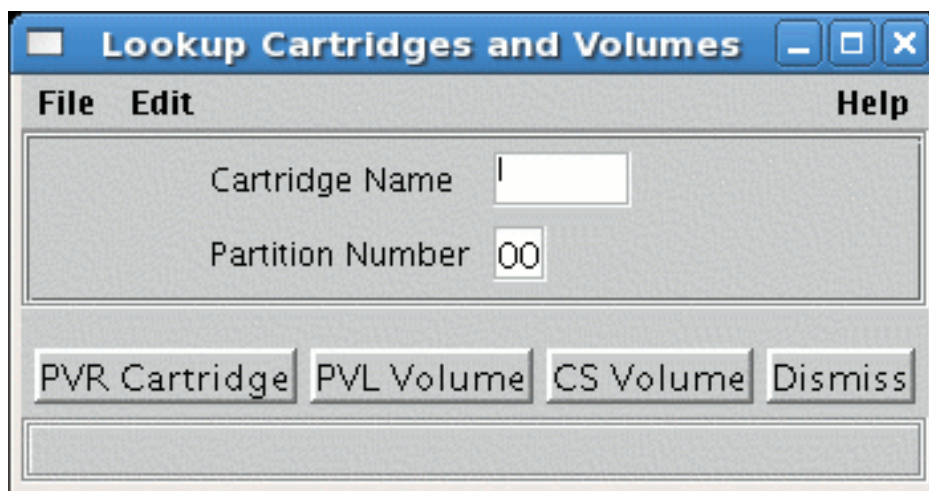 Lookup Cartridges and Volumes
File Edit Help
Cartridge Name
Partition Number 00
PVR Cartridge PVL Volume CS Volume Dismiss